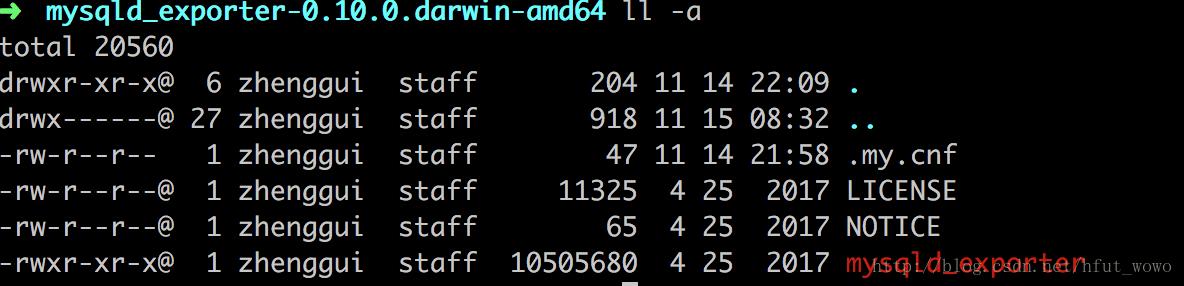 ➜ mysqld_exporter-0.10.0.darwin-amd64 ll -a
total 20560
drwxr-xr-x@ 6 zhenggui staff 204 11 14 22:09 .
drwx------@ 27 zhenggui staff 918 11 15 08:32 ..
-rw-r--r-- 1 zhenggui staff 47 11 14 21:58 .my.cnf
-rw-r--r--@ 1 zhenggui staff 11325 4 25 2017 LICENSE
-rw-r--r--@ 1 zhenggui staff 65 4 25 2017 NOTICE
-rwxr-xr-x@ 1 zhenggui staff 10505680 4 25 2017 mysqld_exporter
http://blog.csdn.net/hfut_wowo